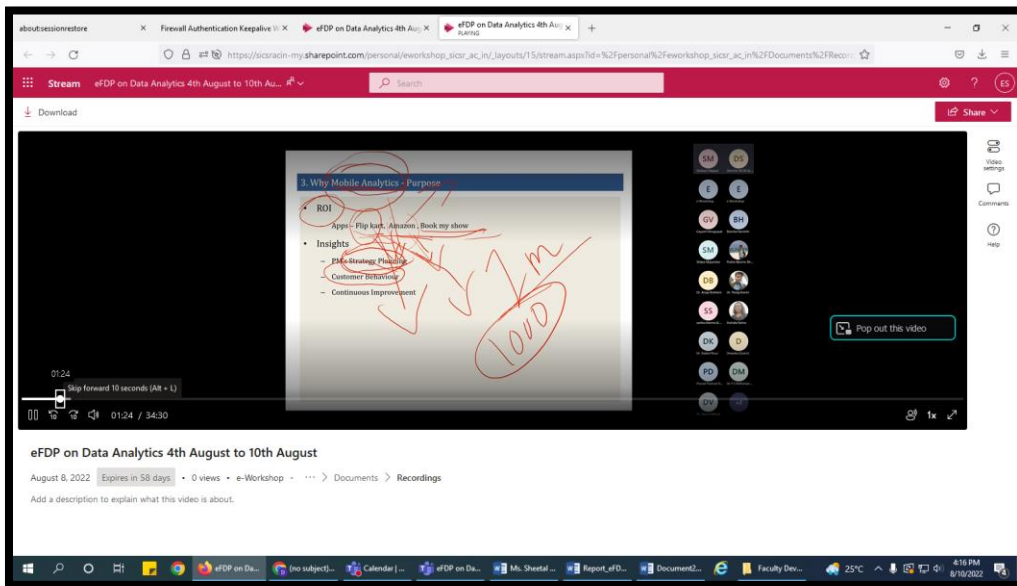 about:sessionrestore
Firewall Authentication Keepalive W
eFDP on Data Analytics 4th Aug
eFDP on Data Analytics 4th Aug
PLAYING
https://sicsracin-my.sharepoint.com/personal/eworkshop_sicsr_ac_in/_layouts/15/stream.aspx?id=%2Fpersonal%2Feworkshop_sicsr_ac_in%2FDocuments%2FRecor
Stream eFDP on Data Analytics 4th August to 10th Au...
Search
ES
Download
Share
3. Why Mobile Analytics - Purpose
• ROI
Apps – Flip kart, Amazon , Book my show
• Insights
– PM - Strategy Planning
– Customer Behaviour
– Continuous Improvement
1m
1000
SM DS
E E
GV BH
SM
DB
SS
DK D
PD DM
DV
Video settings
Comments
Help
Pop out this video
01:24
Skip forward 10 seconds (Alt + L)
10 10 01:24 / 34:30
1x
eFDP on Data Analytics 4th August to 10th August
August 8, 2022 Expires in 58 days • 0 views • e-Workshop - ··· > Documents > Recordings
Add a description to explain what this video is about.
eFDP on Da...
(no subject)...
Calendar |...
eFDP on Da...
Ms. Sheetal ...
Report_eFD...
Document2...
Faculty Dev...
25°C
4:16 PM
8/10/2022